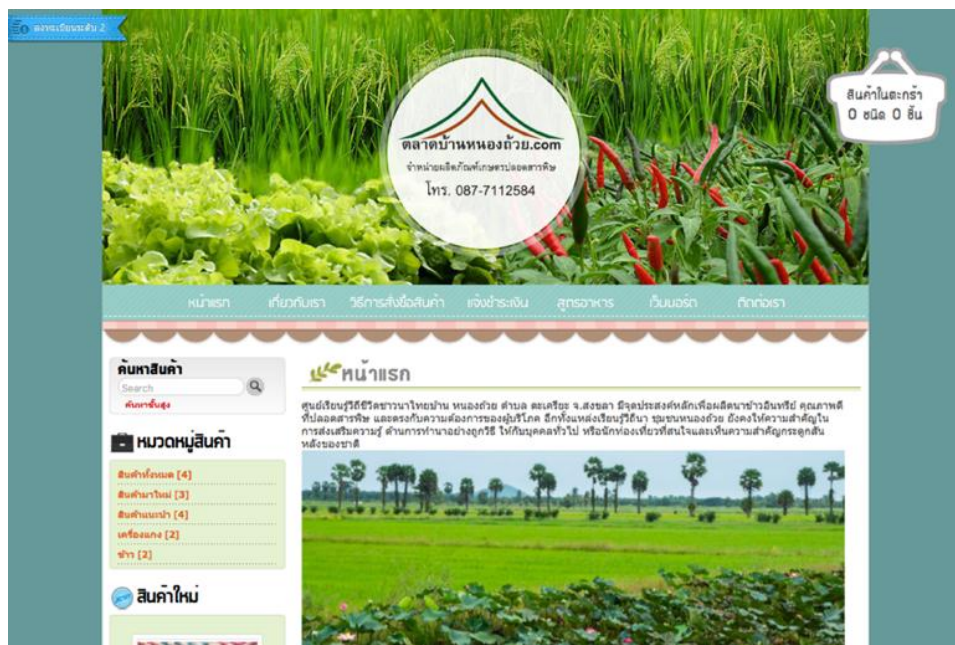 ลงทะเบียนระดับ 2
สินค้าในตะกร้า
0 ชนิด 0 ชิ้น
ตลาดบ้านหนองถ้วย.com
จำหน่ายผลิตภัณฑ์เกษตรปลอดสารพิษ
โทร. 087-7112584
หน้าแรก เกี่ยวกับเรา วิธีการสั่งซื้อสินค้า แจ้งชำระเงิน สูตรอาหาร เว็บบอร์ด ติดต่อเรา
ค้นหาสินค้า
Search
ค้นหาขั้นสูง
หมวดหมู่สินค้า
สินค้าทั้งหมด [4]
สินค้ามาใหม่ [3]
สินค้าแนะนำ [4]
เครื่องแกง [2]
ข้าว [2]
สินค้าใหม่
หน้าแรก
ศูนย์เรียนรู้วิถีชีวิตชาวนาไทยบ้าน หนองถ้วย ตำบล ตะเครียะ จ.สงขลา มีจุดประสงค์หลักเพื่อผลิตนาข้าวอินทรีย์ คุณภาพดี
ที่ปลอดสารพิษ และตรงกับความต้องการของผู้บริโภค อีกทั้งแหล่งเรียนรู้วิถีนา ชุมชนหนองถ้วย ยังคงให้ความสำคัญใน
การส่งเสริมความรู้ ด้านการทำนาอย่างถูกวิธี ให้กับบุคคลทั่วไป หรือนักท่องเที่ยวที่สนใจและเห็นความสำคัญกระดูกสัน
หลังของชาติ